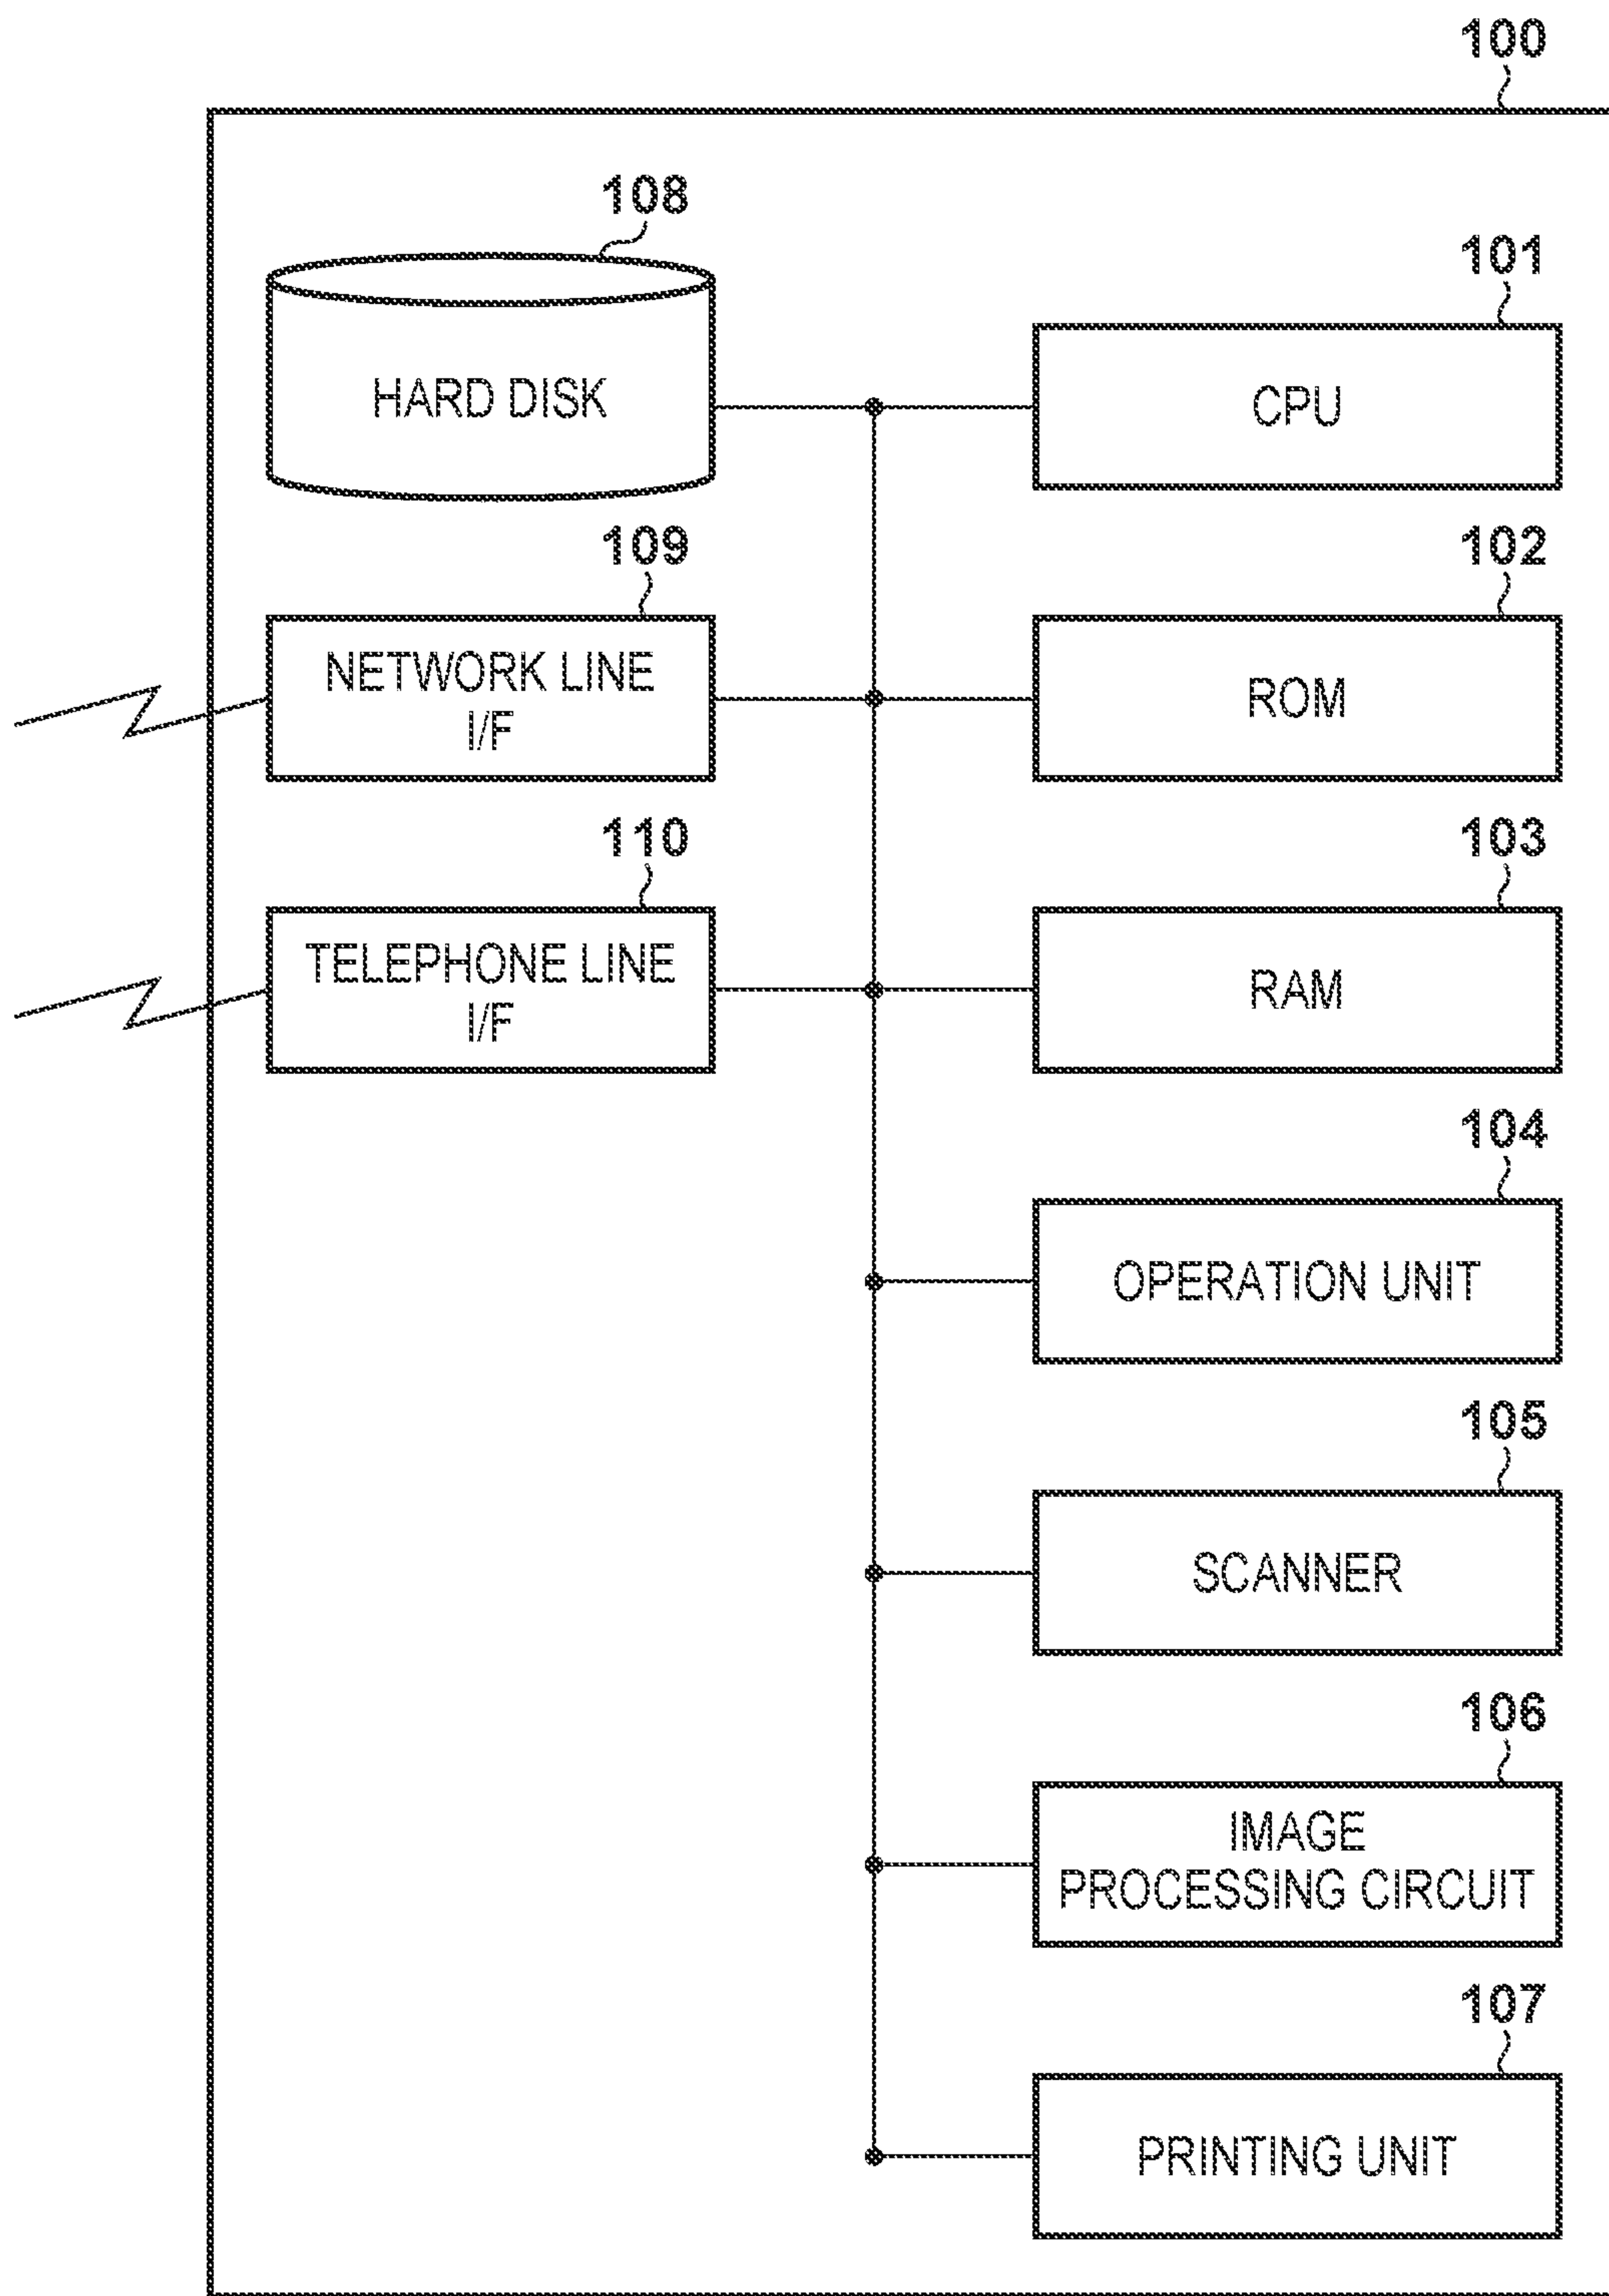 100
108
HARD DISK
101
CPU
109
NETWORK LINE
I/F
102
ROM
110
TELEPHONE LINE
I/F
103
RAM
104
OPERATION UNIT
105
SCANNER
106
IMAGE
PROCESSING CIRCUIT
107
PRINTING UNIT